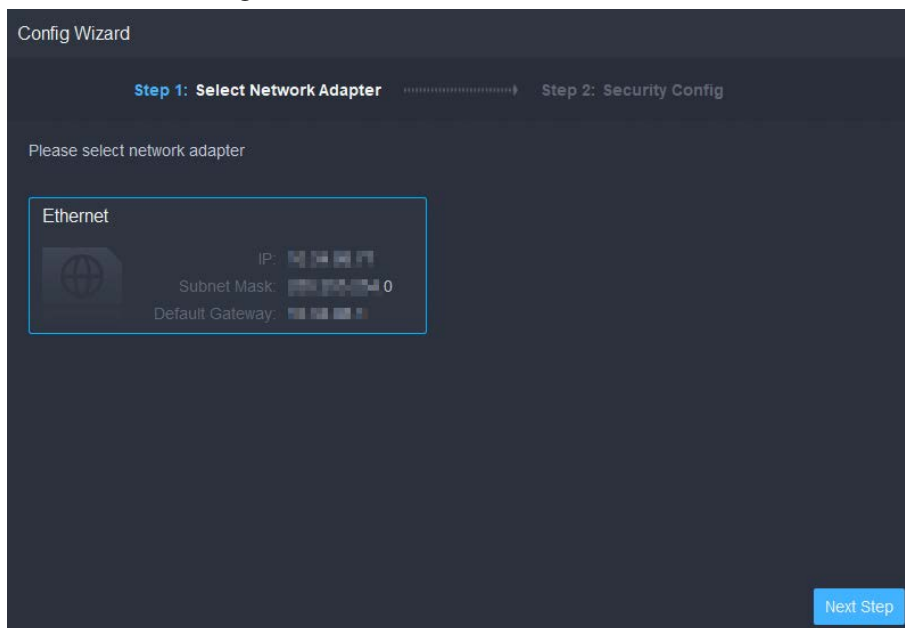 Config Wizard
Step 1: Select Network Adapter Step 2: Security Config
Please select network adapter
Ethernet
IP:
Subnet Mask: 0
Default Gateway:
Next Step